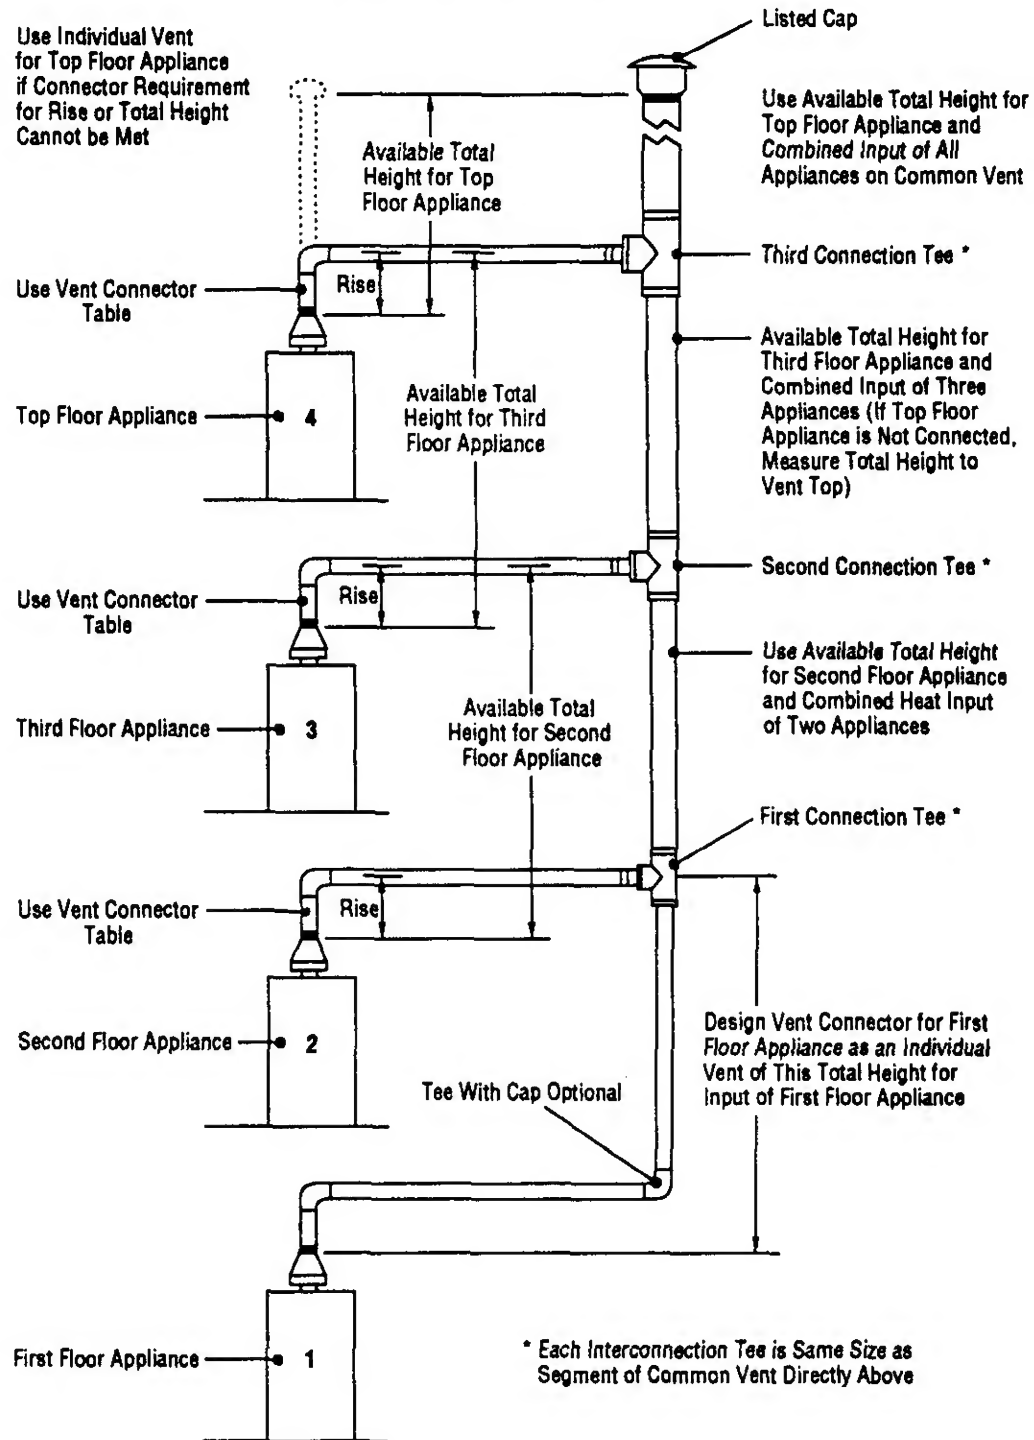 Use Individual Vent
for Top Floor Appliance
if Connector Requirement
for Rise or Total Height
Cannot be Met
Listed Cap
Use Available Total Height for
Top Floor Appliance and
Combined Input of All
Appliances on Common Vent
Available Total
Height for Top
Floor Appliance
Third Connection Tee *
Use Vent Connector
Table
Rise
Available Total Height for
Third Floor Appliance and
Combined Input of Three
Appliances (If Top Floor
Appliance is Not Connected,
Measure Total Height to
Vent Top)
Top Floor Appliance
4
Available Total
Height for Third
Floor Appliance
Second Connection Tee *
Use Vent Connector
Table
Rise
Use Available Total Height
for Second Floor Appliance
and Combined Heat Input
of Two Appliances
Third Floor Appliance
3
Available Total
Height for Second
Floor Appliance
First Connection Tee *
Use Vent Connector
Table
Rise
Second Floor Appliance
2
Design Vent Connector for First
Floor Appliance as an Individual
Vent of This Total Height for
Input of First Floor Appliance
Tee With Cap Optional
First Floor Appliance
1
* Each Interconnection Tee is Same Size as
Segment of Common Vent Directly Above